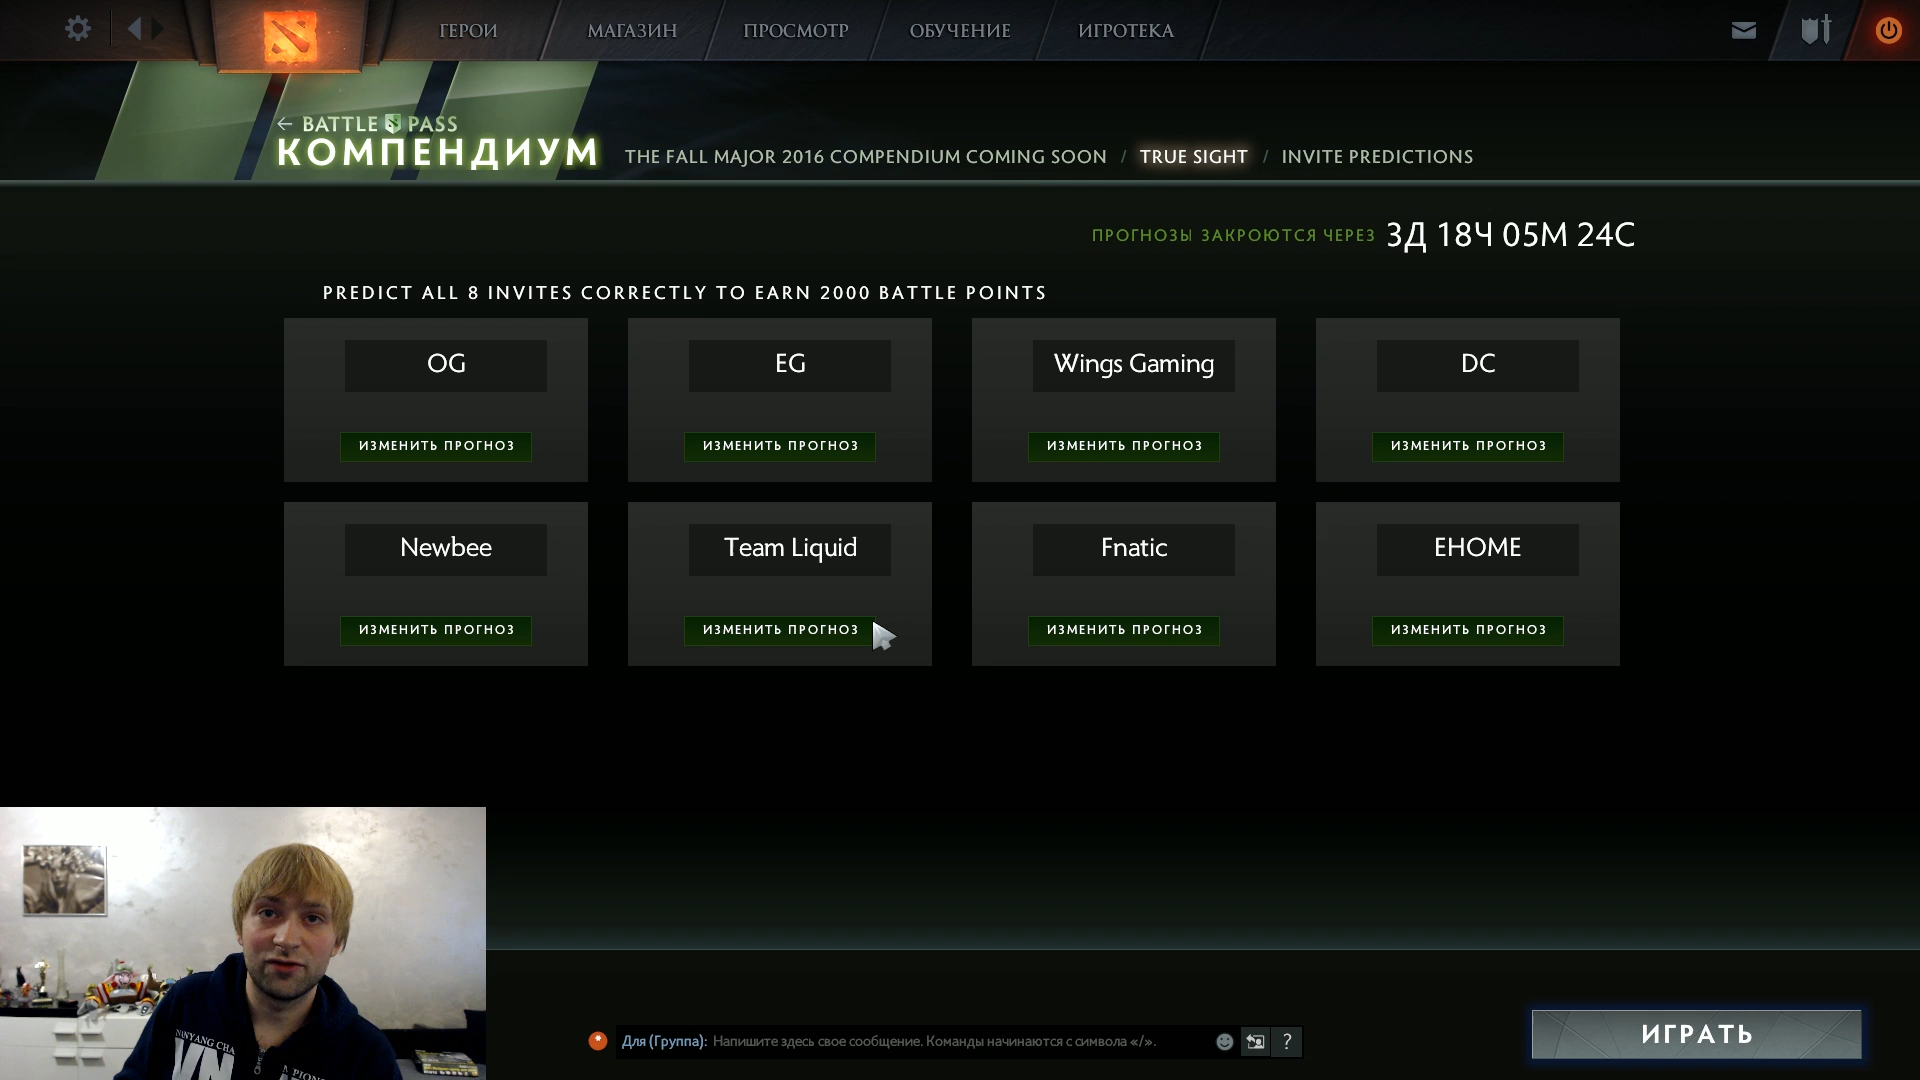 ГЕРОИ
МАГАЗИН
ПРОСМОТР
ОБУЧЕНИЕ
ИГРОТЕКА
← BATTLE PASS
КОМПЕНДИУМ
THE FALL MAJOR 2016 COMPENDIUM COMING SOON / TRUE SIGHT / INVITE PREDICTIONS
ПРОГНОЗЫ ЗАКРОЮТСЯ ЧЕРЕЗ 3Д 18Ч 05М 24С
PREDICT ALL 8 INVITES CORRECTLY TO EARN 2000 BATTLE POINTS
OG
EG
Wings Gaming
DC
ИЗМЕНИТЬ ПРОГНОЗ
ИЗМЕНИТЬ ПРОГНОЗ
ИЗМЕНИТЬ ПРОГНОЗ
ИЗМЕНИТЬ ПРОГНОЗ
Newbee
Team Liquid
Fnatic
EHOME
ИЗМЕНИТЬ ПРОГНОЗ
ИЗМЕНИТЬ ПРОГНОЗ
ИЗМЕНИТЬ ПРОГНОЗ
ИЗМЕНИТЬ ПРОГНОЗ
Для (Группа): Напишите здесь свое сообщение. Команды начинаются с символа «/».
?
ИГРАТЬ